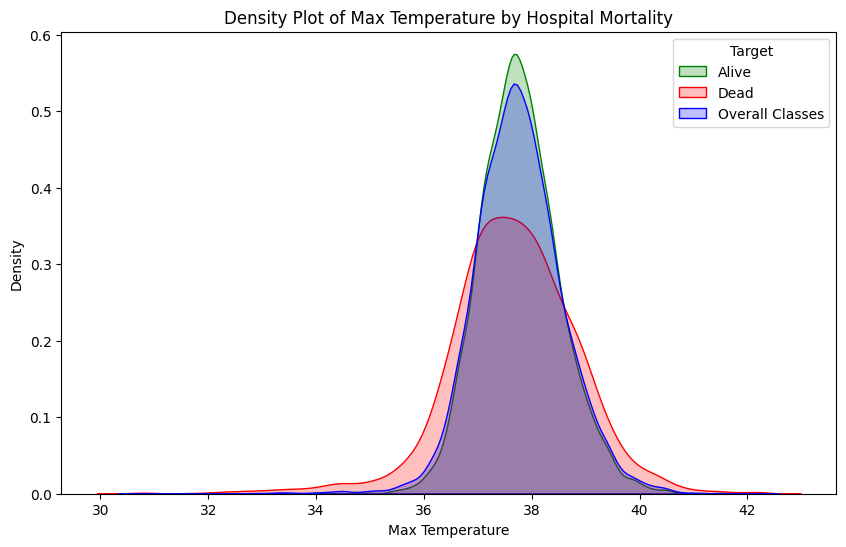 Density Plot of Max Temperature by Hospital Mortality
Target
Alive
Dead
Overall Classes
0.6
0.5
0.4
0.3
0.2
0.1
0.0
Density
30 32 34 36 38 40 42
Max Temperature